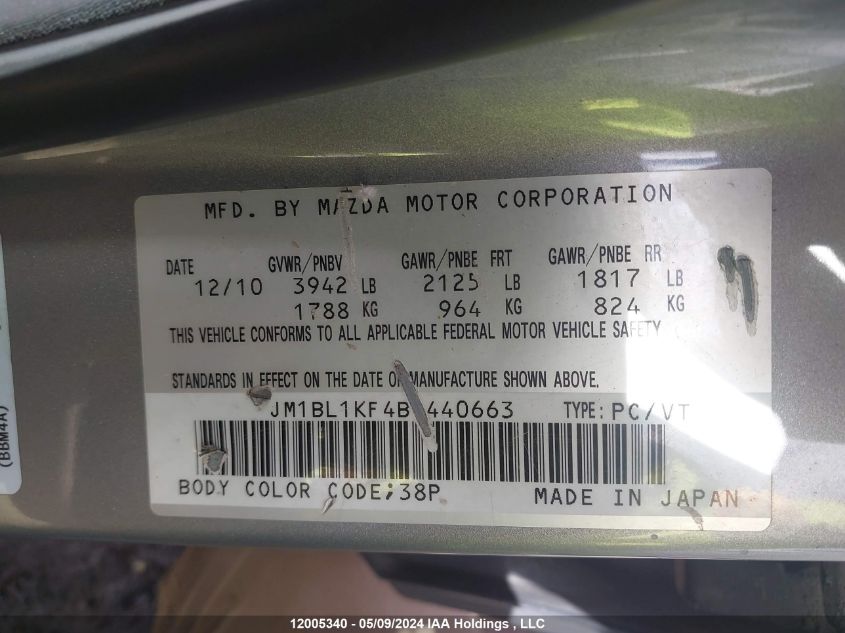 MFD. BY MAZDA MOTOR CORPORATION
DATE GVWR/PNBV GAWR/PNBE FRT GAWR/PNBE RR
12/10 3942 LB 2125 LB 1817 LB
1788 KG 964 KG 824 KG
THIS VEHICLE CONFORMS TO ALL APPLICABLE FEDERAL MOTOR VEHICLE SAFETY
STANDARDS IN EFFECT ON THE DATE OF MANUFACTURE SHOWN ABOVE.
JM1BL1KF4B 440663 TYPE:PC/VT
BODY COLOR CODE;38P MADE IN JAPAN
(BBM4A)
12005340 - 05/09/2024 IAA Holdings , LLC